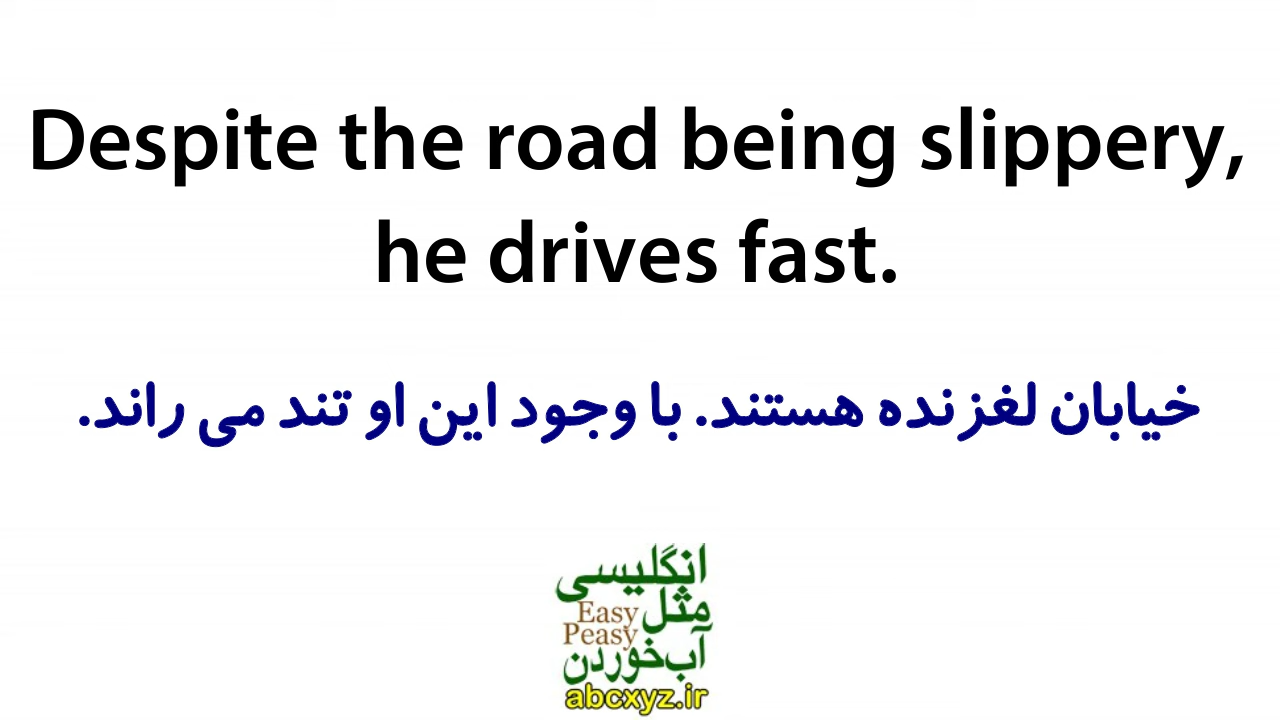 Despite the road being slippery,
he drives fast.
خیابان لغزنده هستند. با وجود این او تند می راند.
انگلیسی
مثل
Easy
Peasy
آب‌خوردن
abcxyz.ir